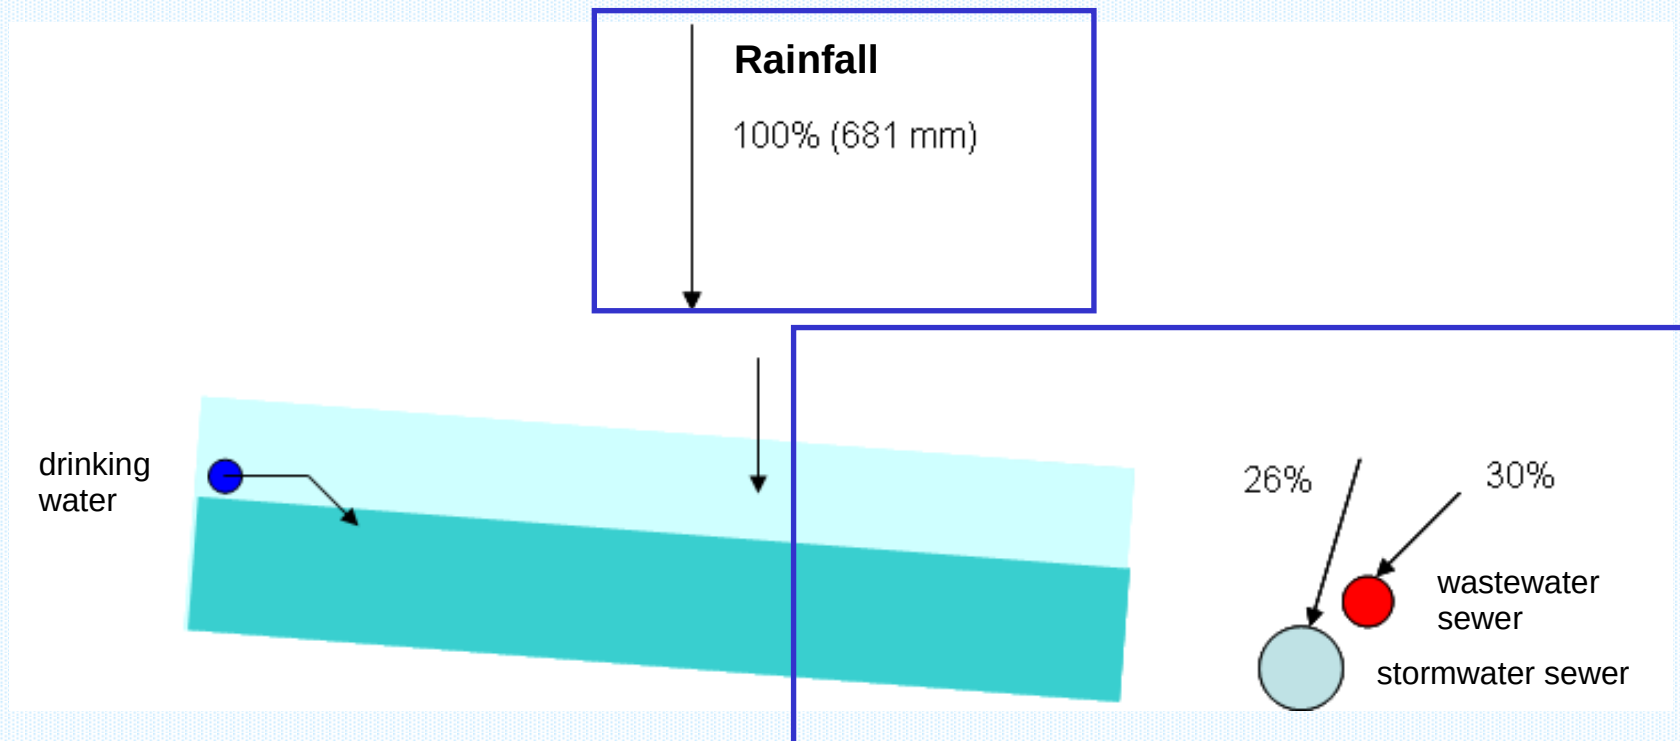 Rainfall
100% (681 mm)
drinking
water
26%
30%
wastewater
sewer
stormwater sewer